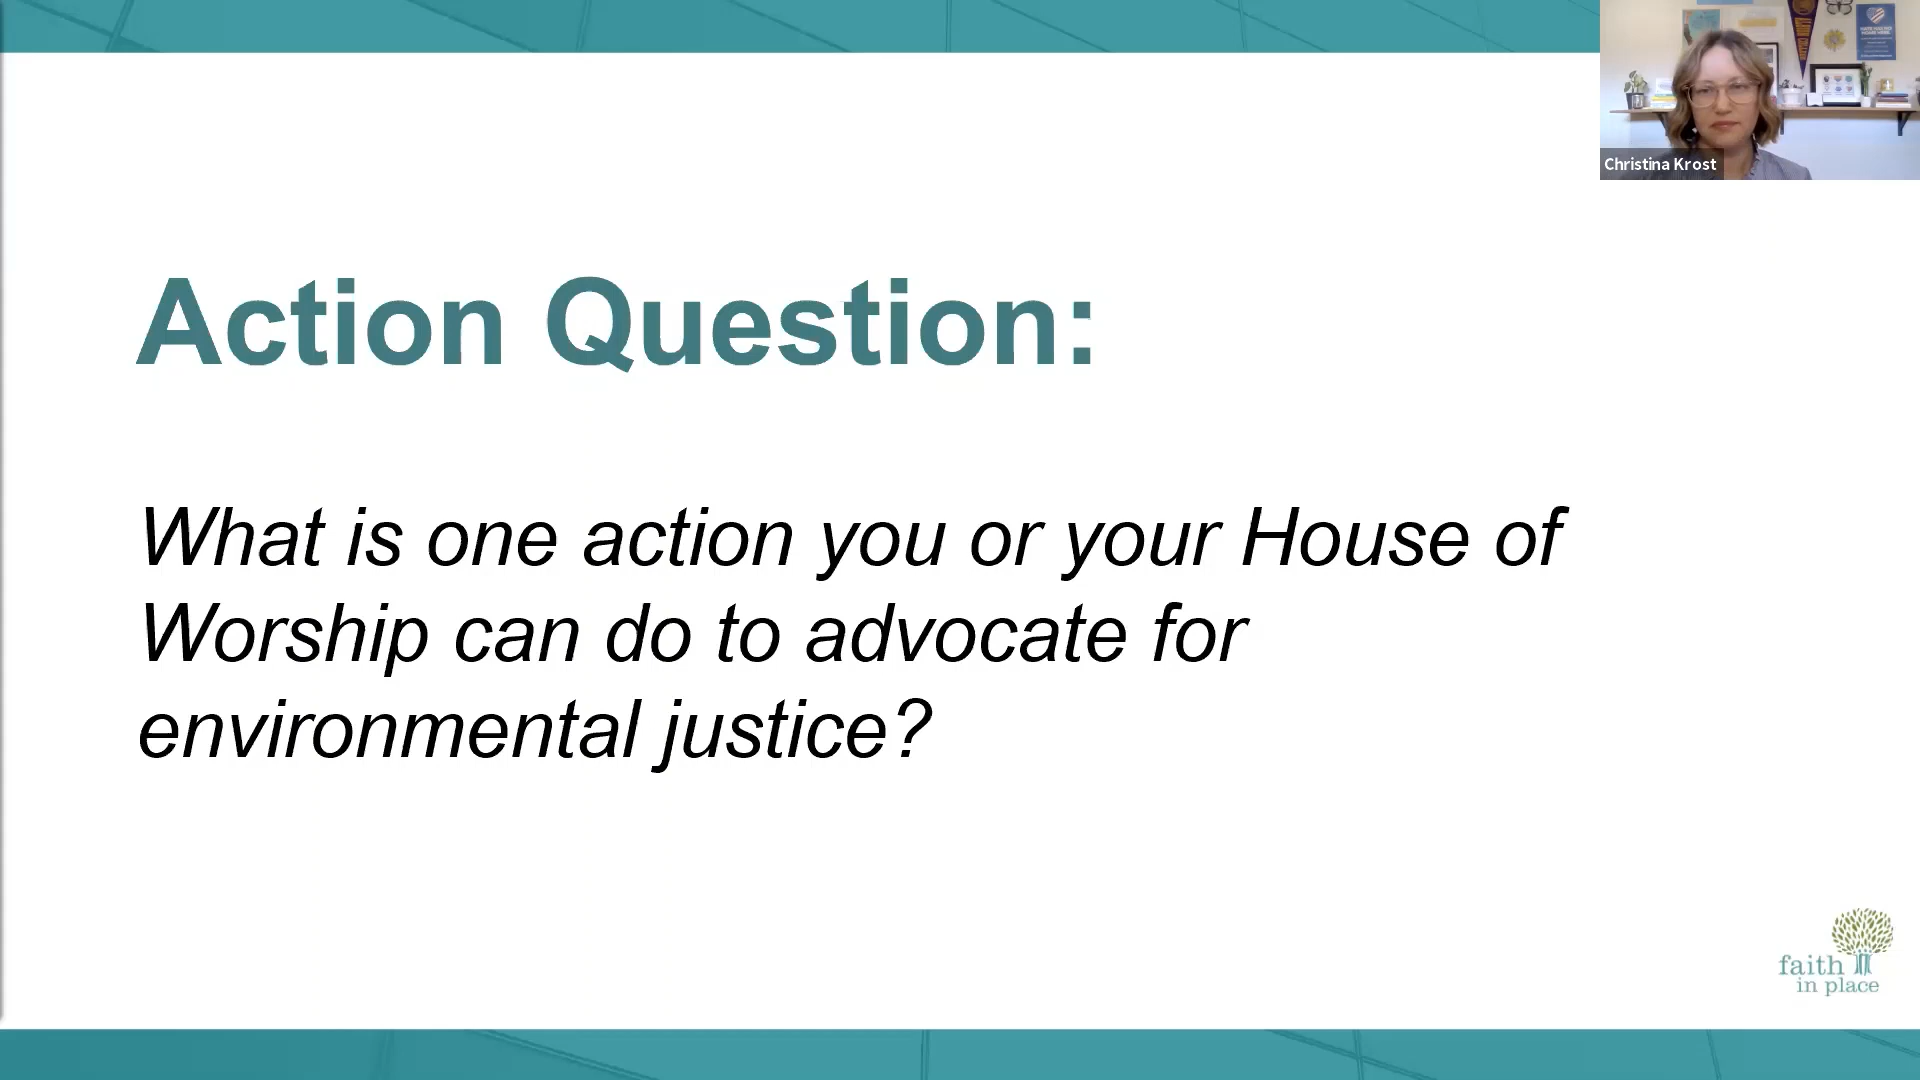 Christina Krost
Action Question:
What is one action you or your House of
Worship can do to advocate for
environmental justice?
faith
in place